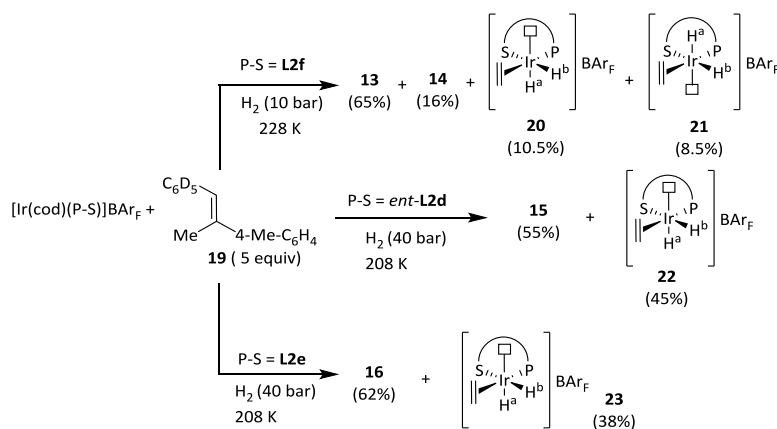 P-S = L2f
H₂ (10 bar)
228 K
13 + 14 + [ S Ir P Hᵇ Hᵃ ] BArF + [ Hᵃ S Ir P Hᵇ ] BArF
(65%) (16%)
20 21
(10.5%) (8.5%)
[Ir(cod)(P-S)]BArF +
C₆D₅
Me 4-Me-C₆H₄
19 ( 5 equiv)
P-S = ent-L2d
H₂ (40 bar)
208 K
15 + [ S Ir P Hᵇ Hᵃ ] BArF
(55%)
22
(45%)
P-S = L2e
H₂ (40 bar)
208 K
16 + [ S Ir P Hᵇ Hᵃ ] BArF 23
(62%) (38%)